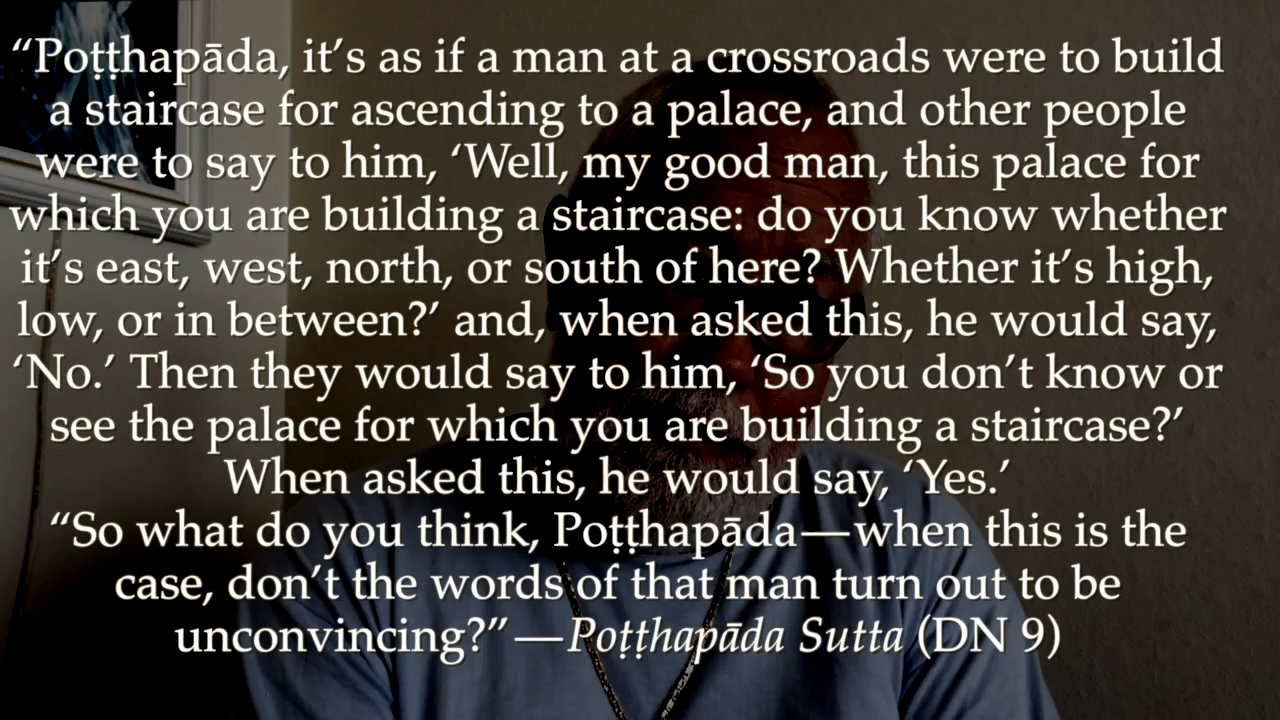 “Poṭṭhapāda, it’s as if a man at a crossroads were to build
a staircase for ascending to a palace, and other people
were to say to him, ‘Well, my good man, this palace for
which you are building a staircase: do you know whether
it’s east, west, north, or south of here? Whether it’s high,
low, or in between?’ and, when asked this, he would say,
‘No.’ Then they would say to him, ‘So you don’t know or
see the palace for which you are building a staircase?’
When asked this, he would say, ‘Yes.’
“So what do you think, Poṭṭhapāda—when this is the
case, don’t the words of that man turn out to be
unconvincing?”—Poṭṭhapāda Sutta (DN 9)